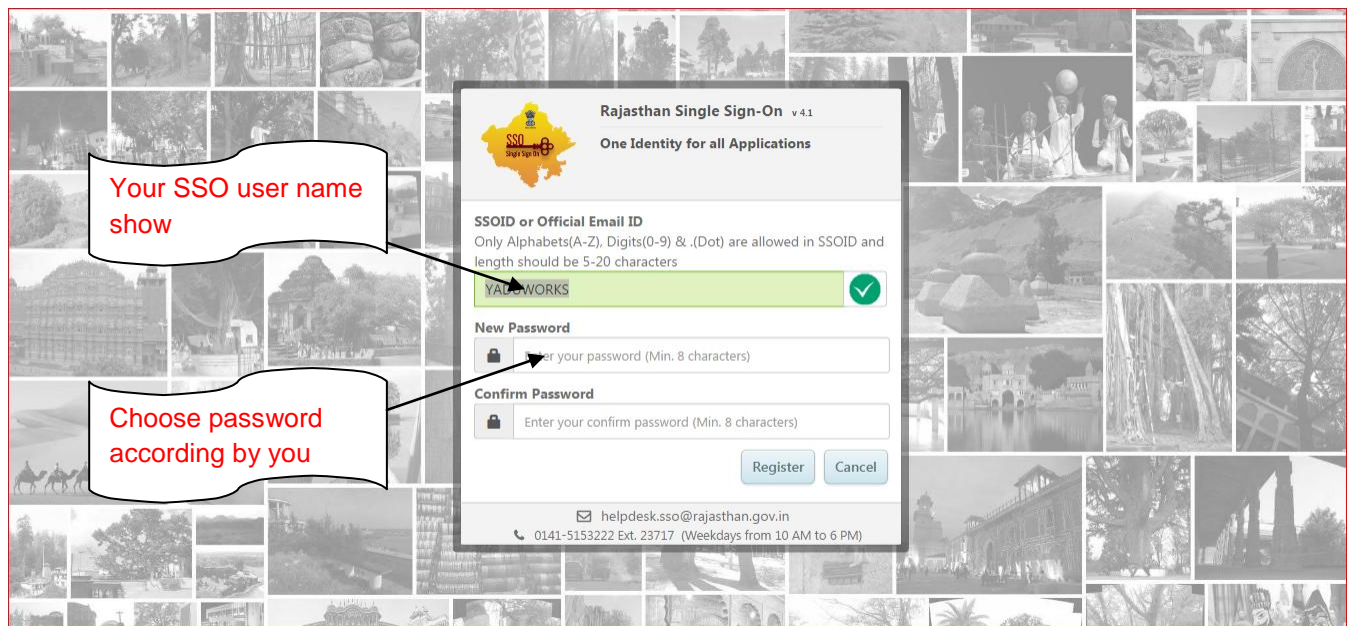 Rajasthan Single Sign-On v 4.1
One Identity for all Applications
SSO
Single Sign On
Your SSO user name
show
SSOID or Official Email ID
Only Alphabets(A-Z), Digits(0-9) & .(Dot) are allowed in SSOID and
length should be 5-20 characters
YADUWORKS
New Password
Enter your password (Min. 8 characters)
Choose password
according by you
Confirm Password
Enter your confirm password (Min. 8 characters)
Register Cancel
helpdesk.sso@rajasthan.gov.in
0141-5153222 Ext. 23717 (Weekdays from 10 AM to 6 PM)